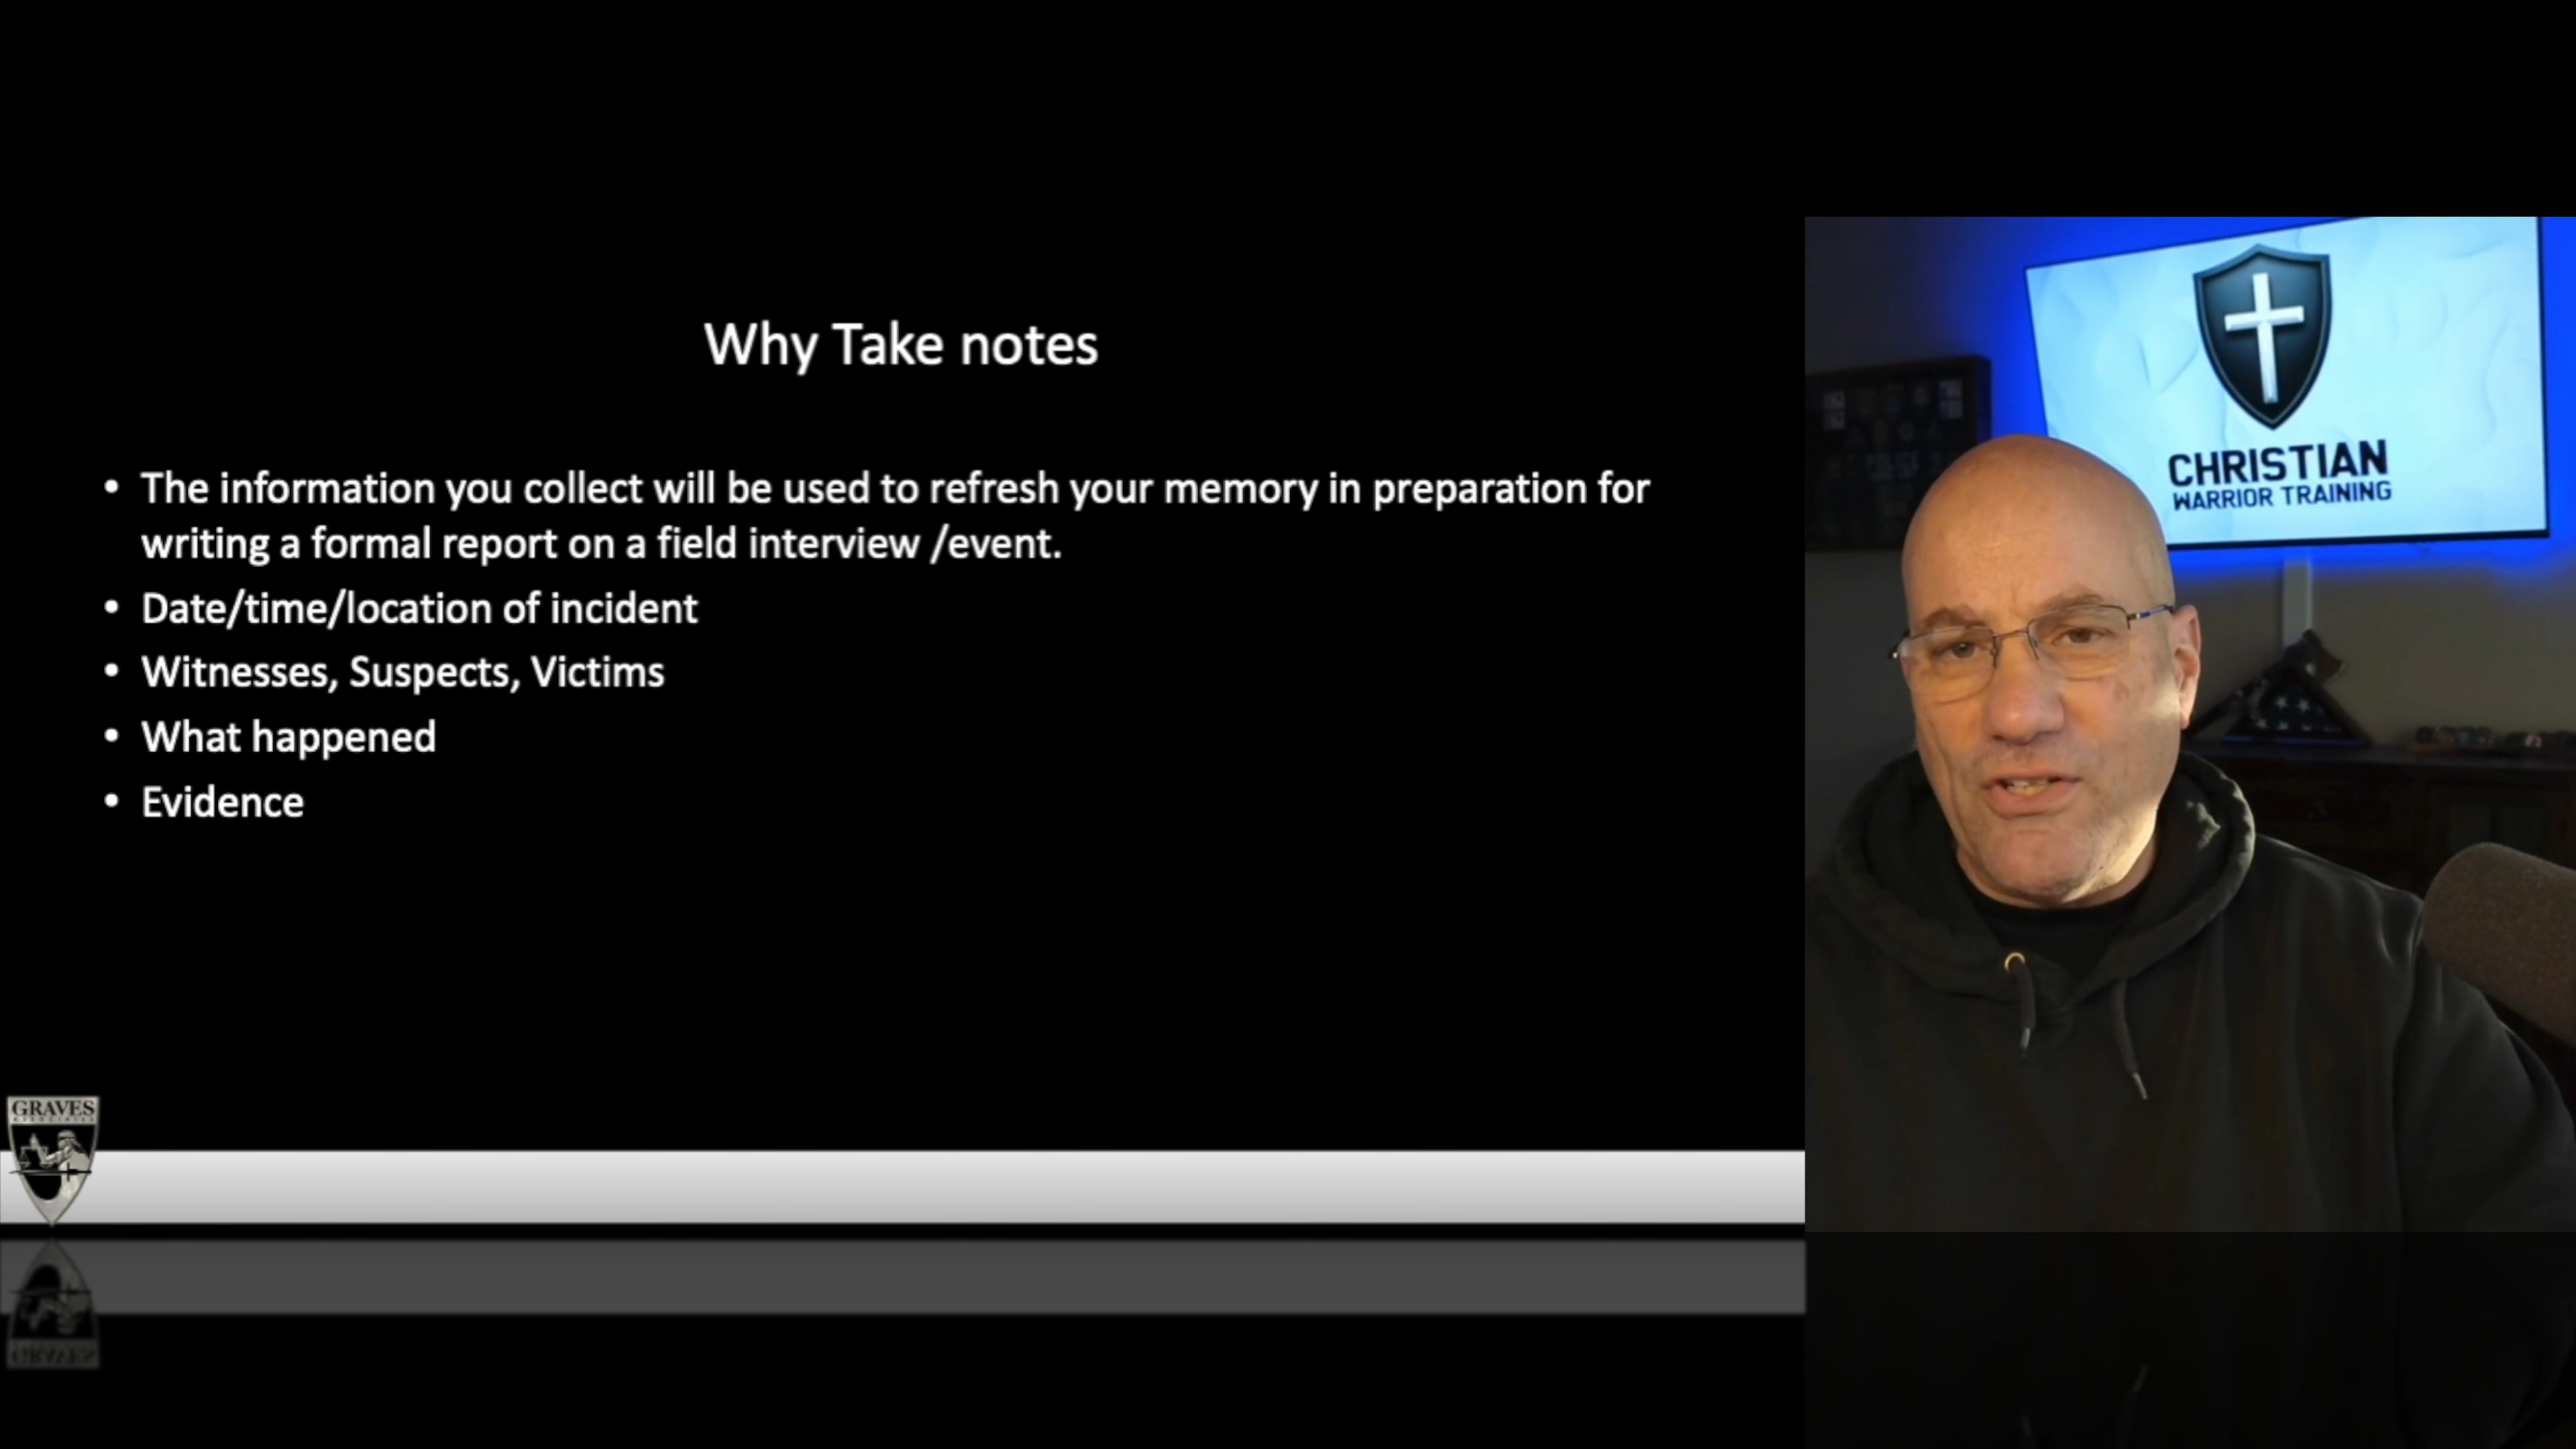 Why Take notes
• The information you collect will be used to refresh your memory in preparation for
writing a formal report on a field interview /event.
• Date/time/location of incident
• Witnesses, Suspects, Victims
• What happened
• Evidence
CHRISTIAN
WARRIOR TRAINING
GRAVES
ASSOCIATES